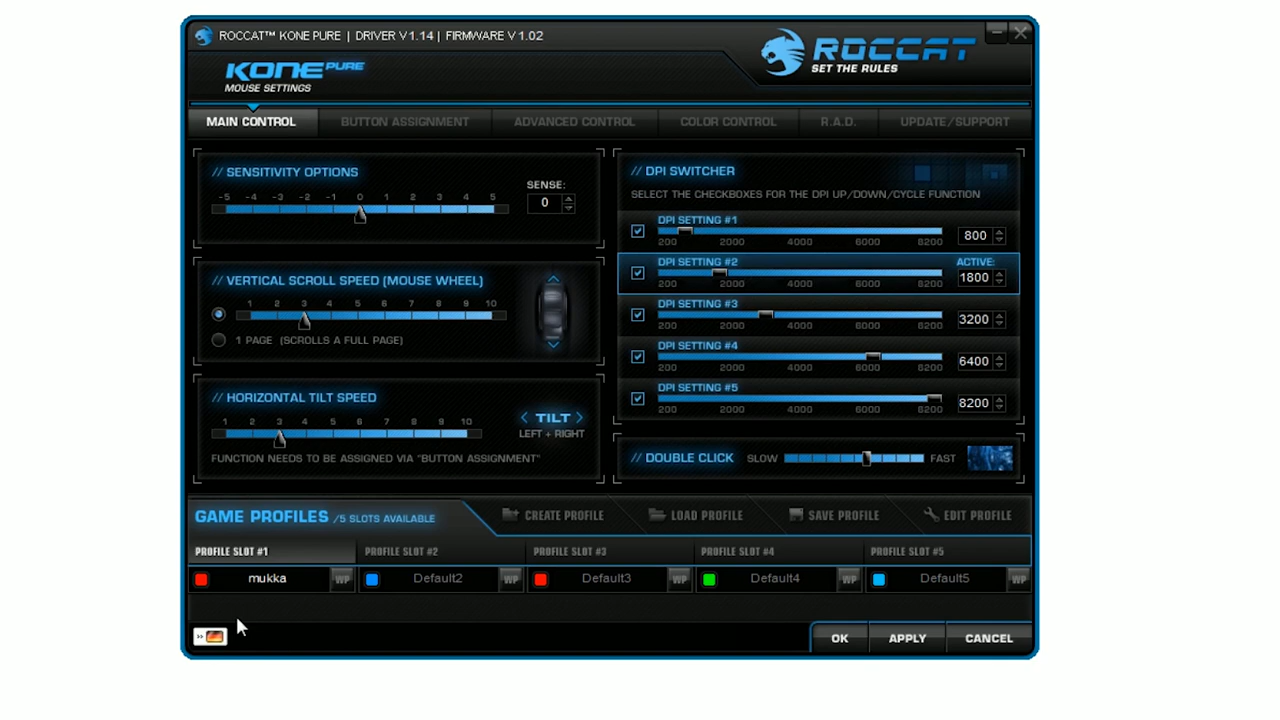 ROCCAT™ KONE PURE | DRIVER V 1.14 | FIRMWARE V 1.02
ROCCAT
SET THE RULES
KONE PURE
MOUSE SETTINGS
MAIN CONTROL BUTTON ASSIGNMENT ADVANCED CONTROL COLOR CONTROL R.A.D. UPDATE/SUPPORT
// SENSITIVITY OPTIONS
-5 -4 -3 -2 -1 0 1 2 3 4 5
SENSE:
0
// VERTICAL SCROLL SPEED (MOUSE WHEEL)
1 2 3 4 5 6 7 8 9 10
1 PAGE (SCROLLS A FULL PAGE)
// HORIZONTAL TILT SPEED
1 2 3 4 5 6 7 8 9 10
TILT
LEFT + RIGHT
FUNCTION NEEDS TO BE ASSIGNED VIA "BUTTON ASSIGNMENT"
// DPI SWITCHER
SELECT THE CHECKBOXES FOR THE DPI UP/DOWN/CYCLE FUNCTION
DPI SETTING #1
200 2000 4000 6000 8200
800
DPI SETTING #2 ACTIVE:
200 2000 4000 6000 8200
1800
DPI SETTING #3
200 2000 4000 6000 8200
3200
DPI SETTING #4
200 2000 4000 6000 8200
6400
DPI SETTING #5
200 2000 4000 6000 8200
8200
// DOUBLE CLICK SLOW FAST
GAME PROFILES /5 SLOTS AVAILABLE
CREATE PROFILE LOAD PROFILE SAVE PROFILE EDIT PROFILE
PROFILE SLOT #1 PROFILE SLOT #2 PROFILE SLOT #3 PROFILE SLOT #4 PROFILE SLOT #5
mukka WP Default2 WP Default3 WP Default4 WP Default5 WP
OK APPLY CANCEL